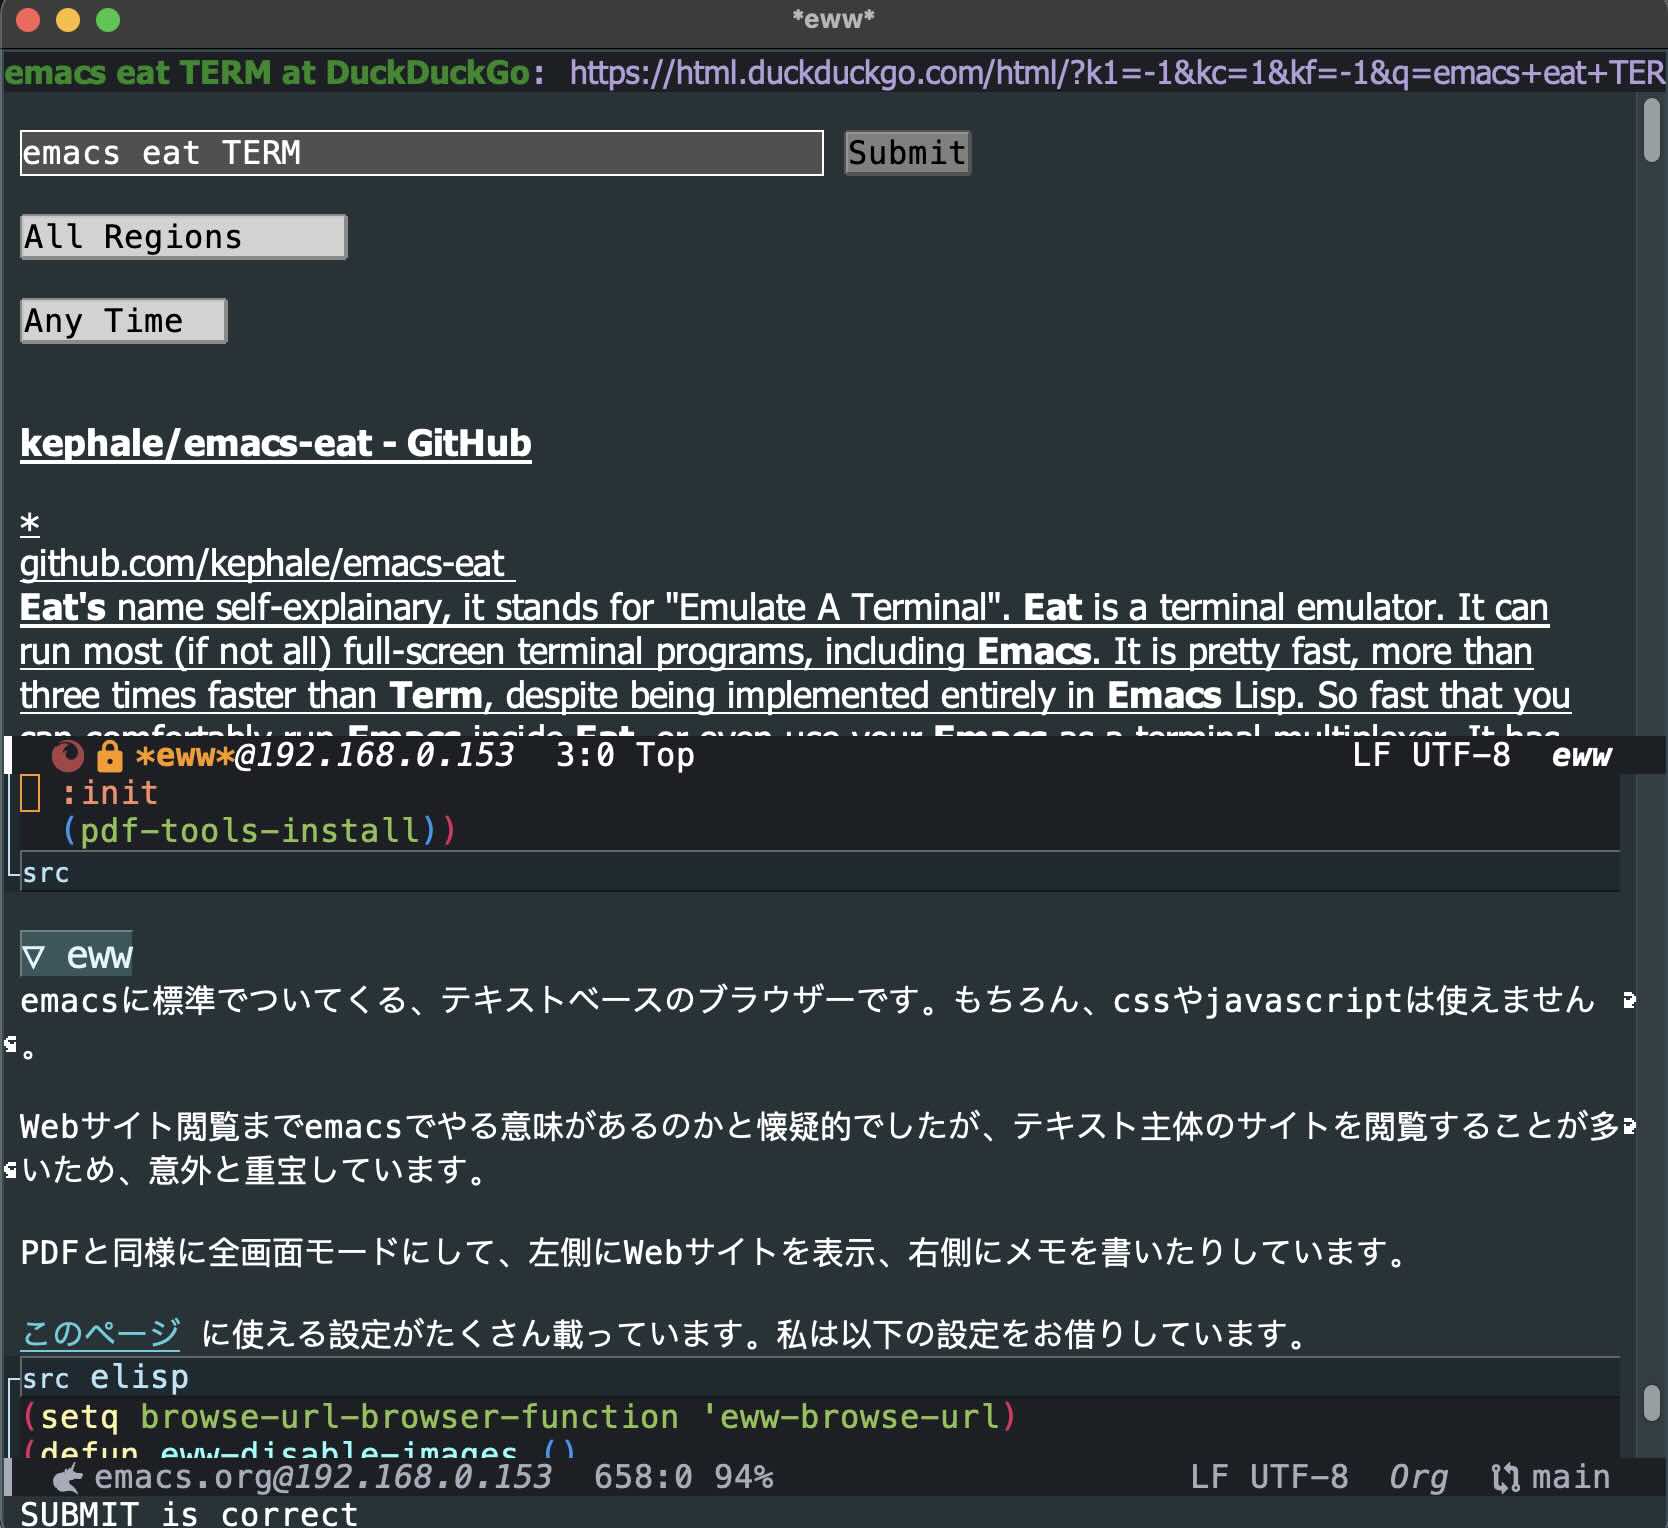 *eww*
emacs eat TERM at DuckDuckGo: https://html.duckduckgo.com/html/?k1=-1&kc=1&kf=-1&q=emacs+eat+TER
emacs eat TERM Submit
All Regions
Any Time
kephale/emacs-eat - GitHub
*
github.com/kephale/emacs-eat
Eat's name self-explainary, it stands for "Emulate A Terminal". Eat is a terminal emulator. It can
run most (if not all) full-screen terminal programs, including Emacs. It is pretty fast, more than
three times faster than Term, despite being implemented entirely in Emacs Lisp. So fast that you
can comfortably run Emacs inside Eat, or even use your Emacs as a terminal multiplexer. It has
*eww*@192.168.0.153 3:0 Top LF UTF-8 eww
:init
(pdf-tools-install))
src
▽ eww
emacsに標準でついてくる、テキストベースのブラウザーです。もちろん、cssやjavascriptは使えません
。
Webサイト閲覧までemacsでやる意味があるのかと懐疑的でしたが、テキスト主体のサイトを閲覧することが多
いため、意外と重宝しています。
PDFと同様に全画面モードにして、左側にWebサイトを表示、右側にメモを書いたりしています。
このページ に使える設定がたくさん載っています。私は以下の設定をお借りしています。
src elisp
(setq browse-url-browser-function 'eww-browse-url)
(defun eww-disable-images ()
emacs.org@192.168.0.153 658:0 94% LF UTF-8 Org main
SUBMIT is correct